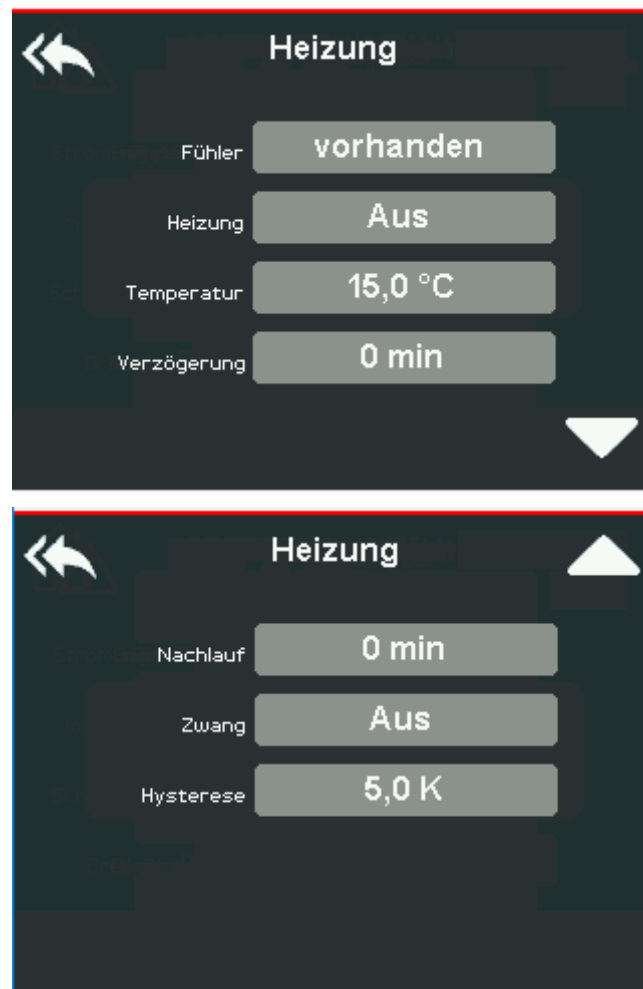 Heizung
Fühler vorhanden
Heizung Aus
Temperatur 15,0 °C
Verzögerung 0 min
Heizung
Nachlauf 0 min
Zwang Aus
Hysterese 5,0 K